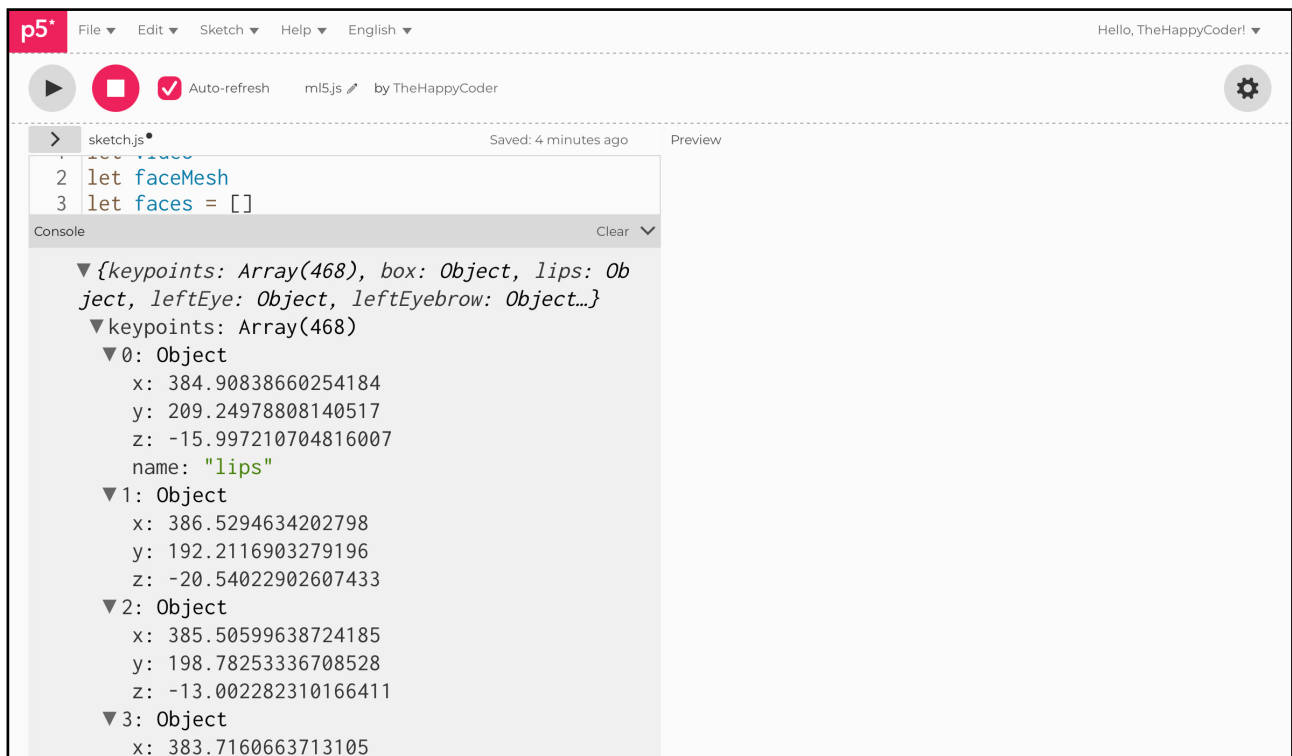 p5* File Edit Sketch Help English Hello, TheHappyCoder!
Auto-refresh ml5.js by TheHappyCoder
sketch.js Saved: 4 minutes ago Preview
2 let faceMesh
3 let faces = []
Console Clear
{keypoints: Array(468), box: Object, lips: Ob
ject, leftEye: Object, leftEyebrow: Object…}
keypoints: Array(468)
0: Object
x: 384.90838660254184
y: 209.24978808140517
z: -15.997210704816007
name: "lips"
1: Object
x: 386.5294634202798
y: 192.2116903279196
z: -20.54022902607433
2: Object
x: 385.50599638724185
y: 198.78253336708528
z: -13.002282310166411
3: Object
x: 383.7160663713105